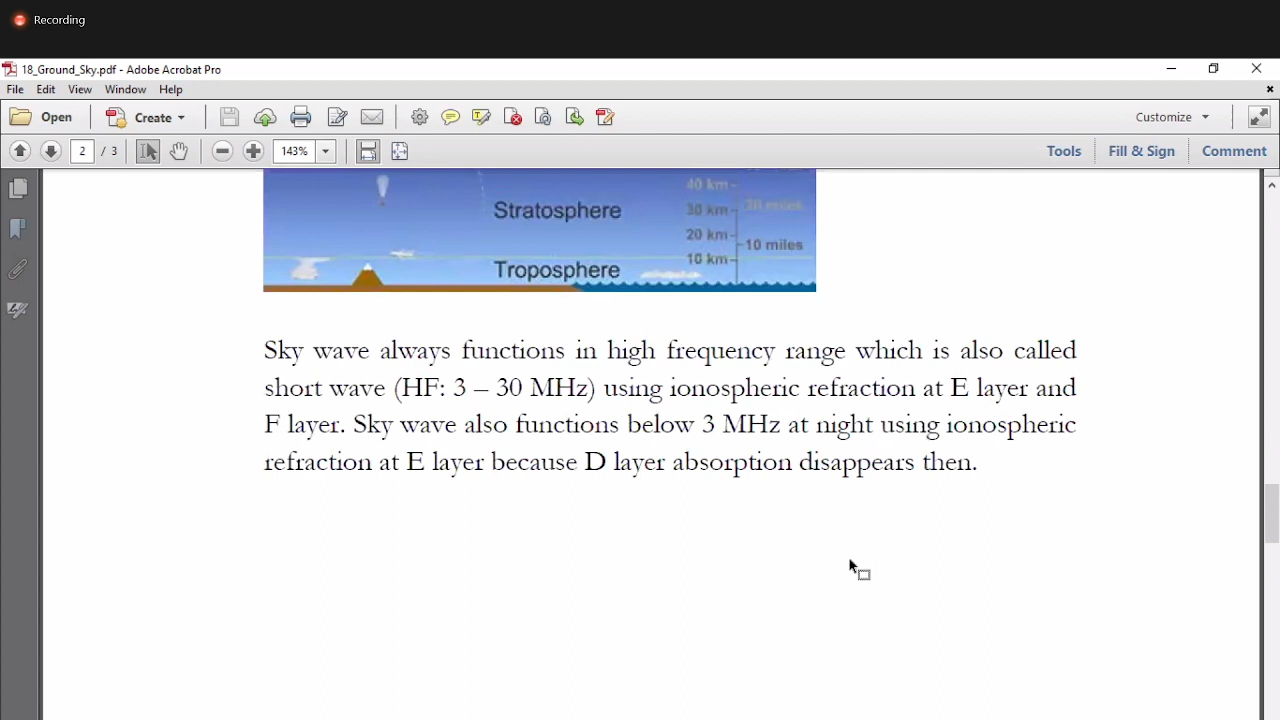 Recording
18_Ground_Sky.pdf - Adobe Acrobat Pro
File Edit View Window Help
Open Create Customize
2 / 3 143% Tools Fill & Sign Comment
40 km
Stratosphere 30 km 20 miles
20 km 10 miles
Troposphere 10 km
Sky wave always functions in high frequency range which is also called
short wave (HF: 3 – 30 MHz) using ionospheric refraction at E layer and
F layer. Sky wave also functions below 3 MHz at night using ionospheric
refraction at E layer because D layer absorption disappears then.